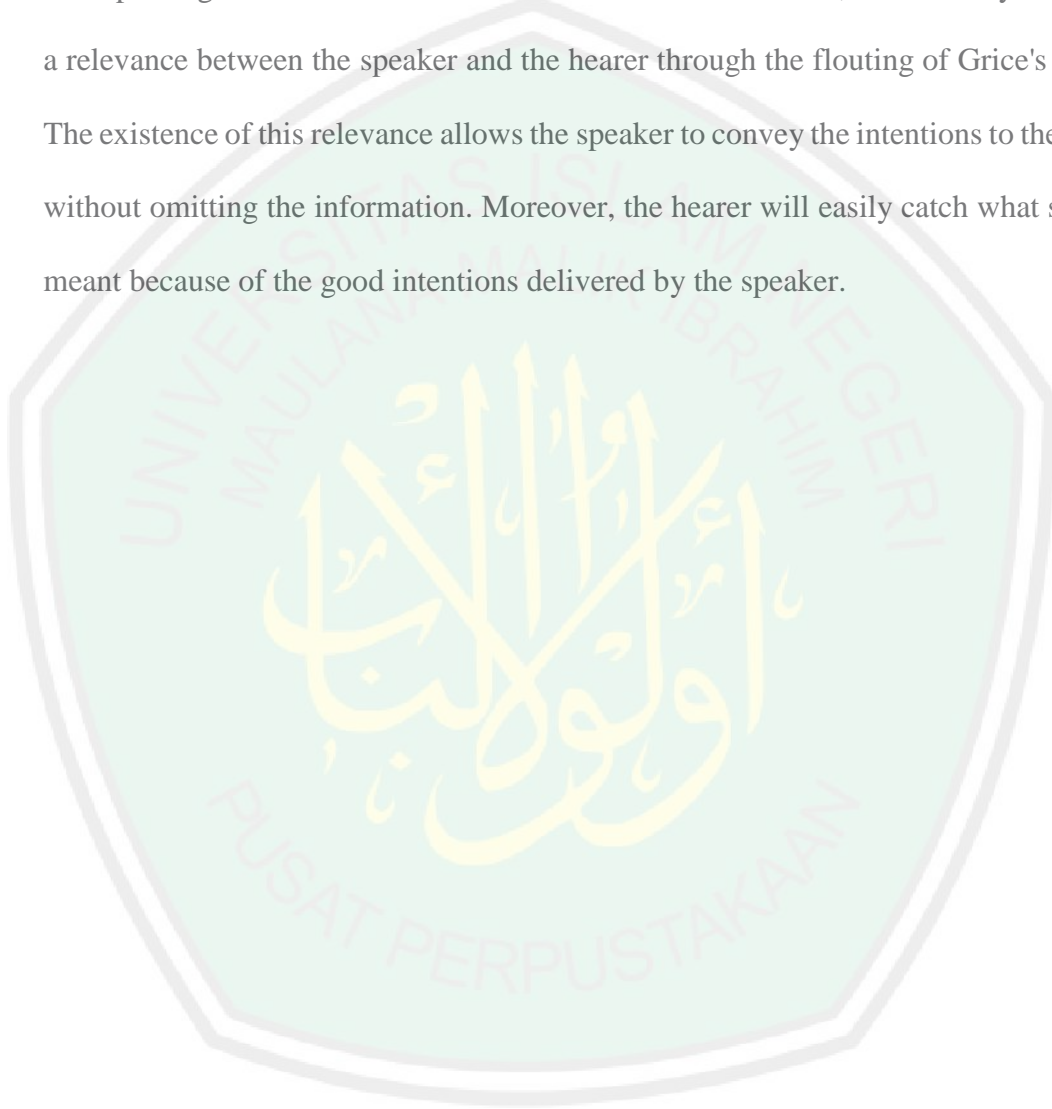 a relevance between the speaker and the hearer through the flouting of Grice's
The existence of this relevance allows the speaker to convey the intentions to the
without omitting the information. Moreover, the hearer will easily catch what
meant because of the good intentions delivered by the speaker.
UNIVERSITAS ISLAM NEGERI
MAULANA MALIK IBRAHIM
أولوا الألباب
PUSAT PERPUSTAKAAN